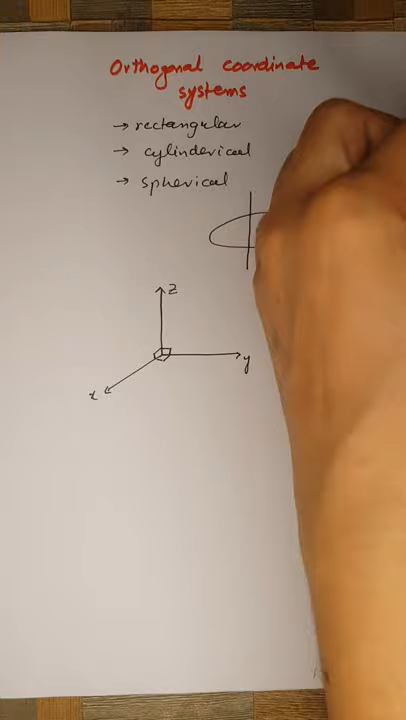 Orthogonal coordinate
systems
→ rectangular
→ cylinderical
→ spherical
z
y
x